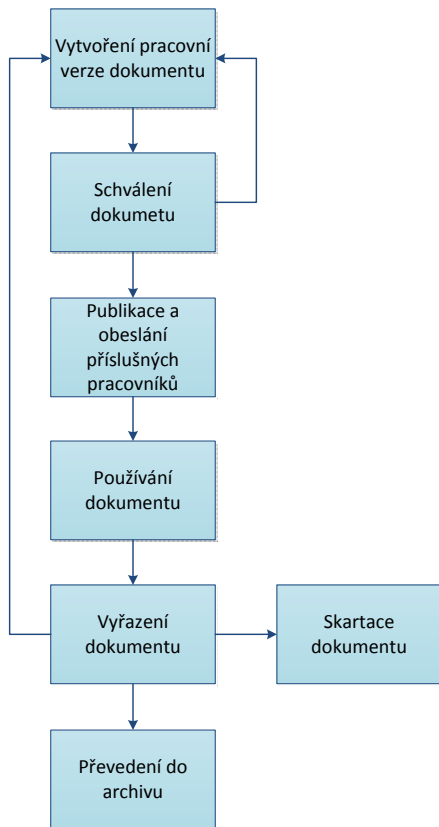 Vytvoření pracovní
verze dokumentu
Schválení
dokumetu
Publikace a
obeslání
příslušných
pracovníků
Používání
dokumentu
Vyřazení
dokumentu
Skartace
dokumentu
Převedení do
archivu